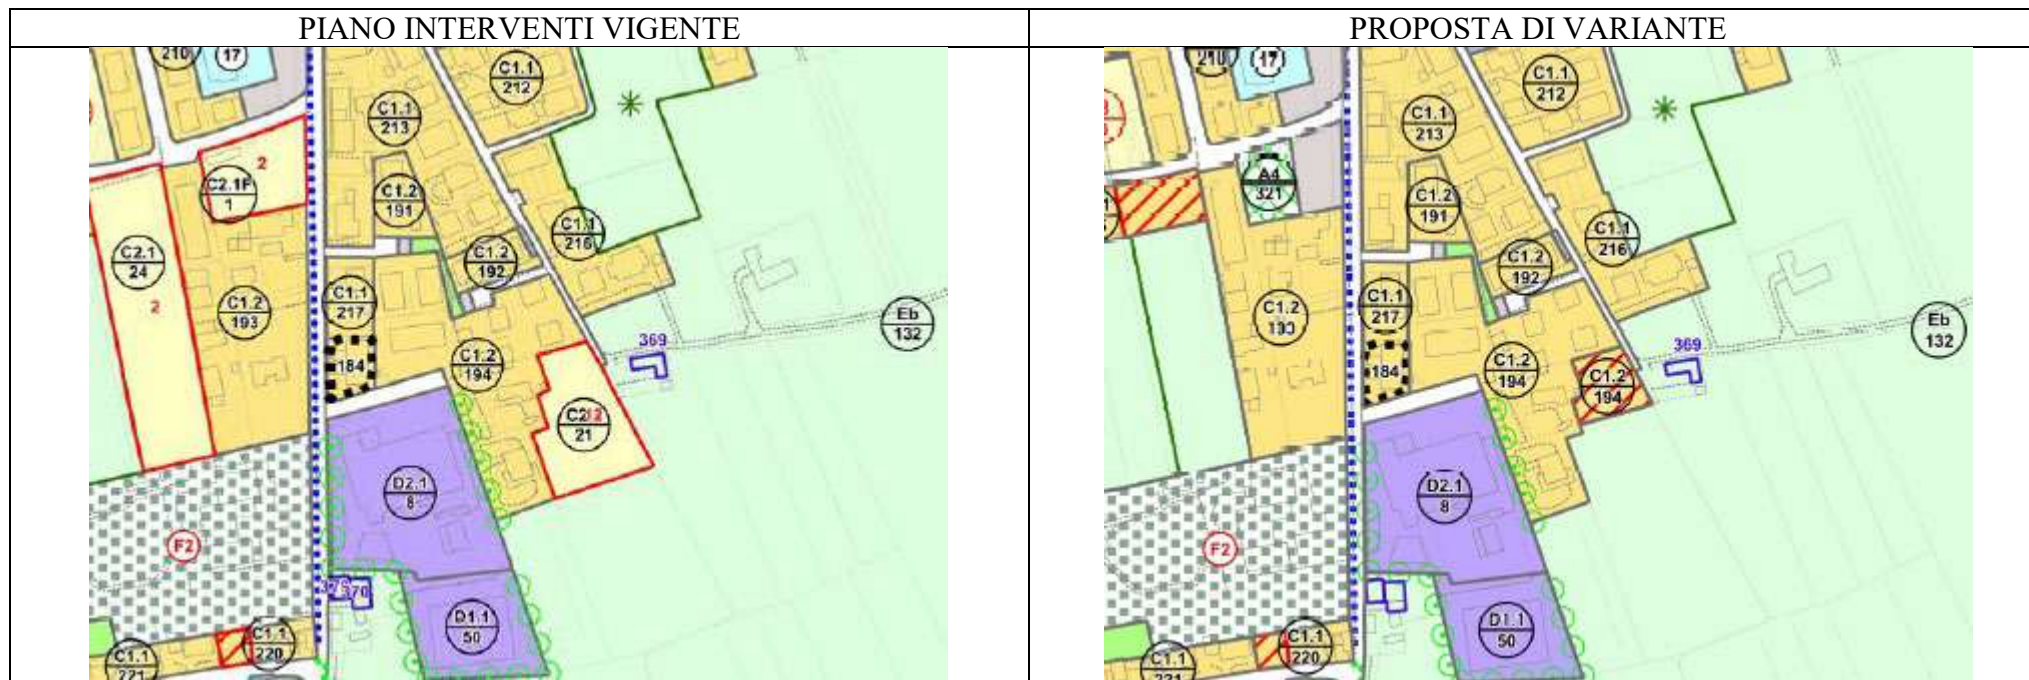 PIANO INTERVENTI VIGENTE
210
17
C1.1
212
C1.1
213
2
C2.1F
1
C1.2
191
C2.1
24
C1.1
216
C1.2
192
2
C1.2
193
C1.1
217
Eb
132
369
184
C1.2
194
21
D2.1
8
F2
370
D1.1
50
C1.1
220
C1.1
221
PROPOSTA DI VARIANTE
210
17
C1.1
212
C1.1
213
A4
321
C1.2
191
C1.1
216
C1.2
192
C1.2
193
C1.1
217
Eb
132
369
184
C1.2
194
C1.2
194
D2.1
8
F2
D1.1
50
C1.1
220
C1.1
221